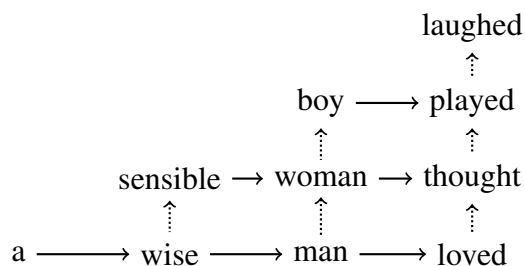 laughed
boy played
sensible woman thought
a wise man loved